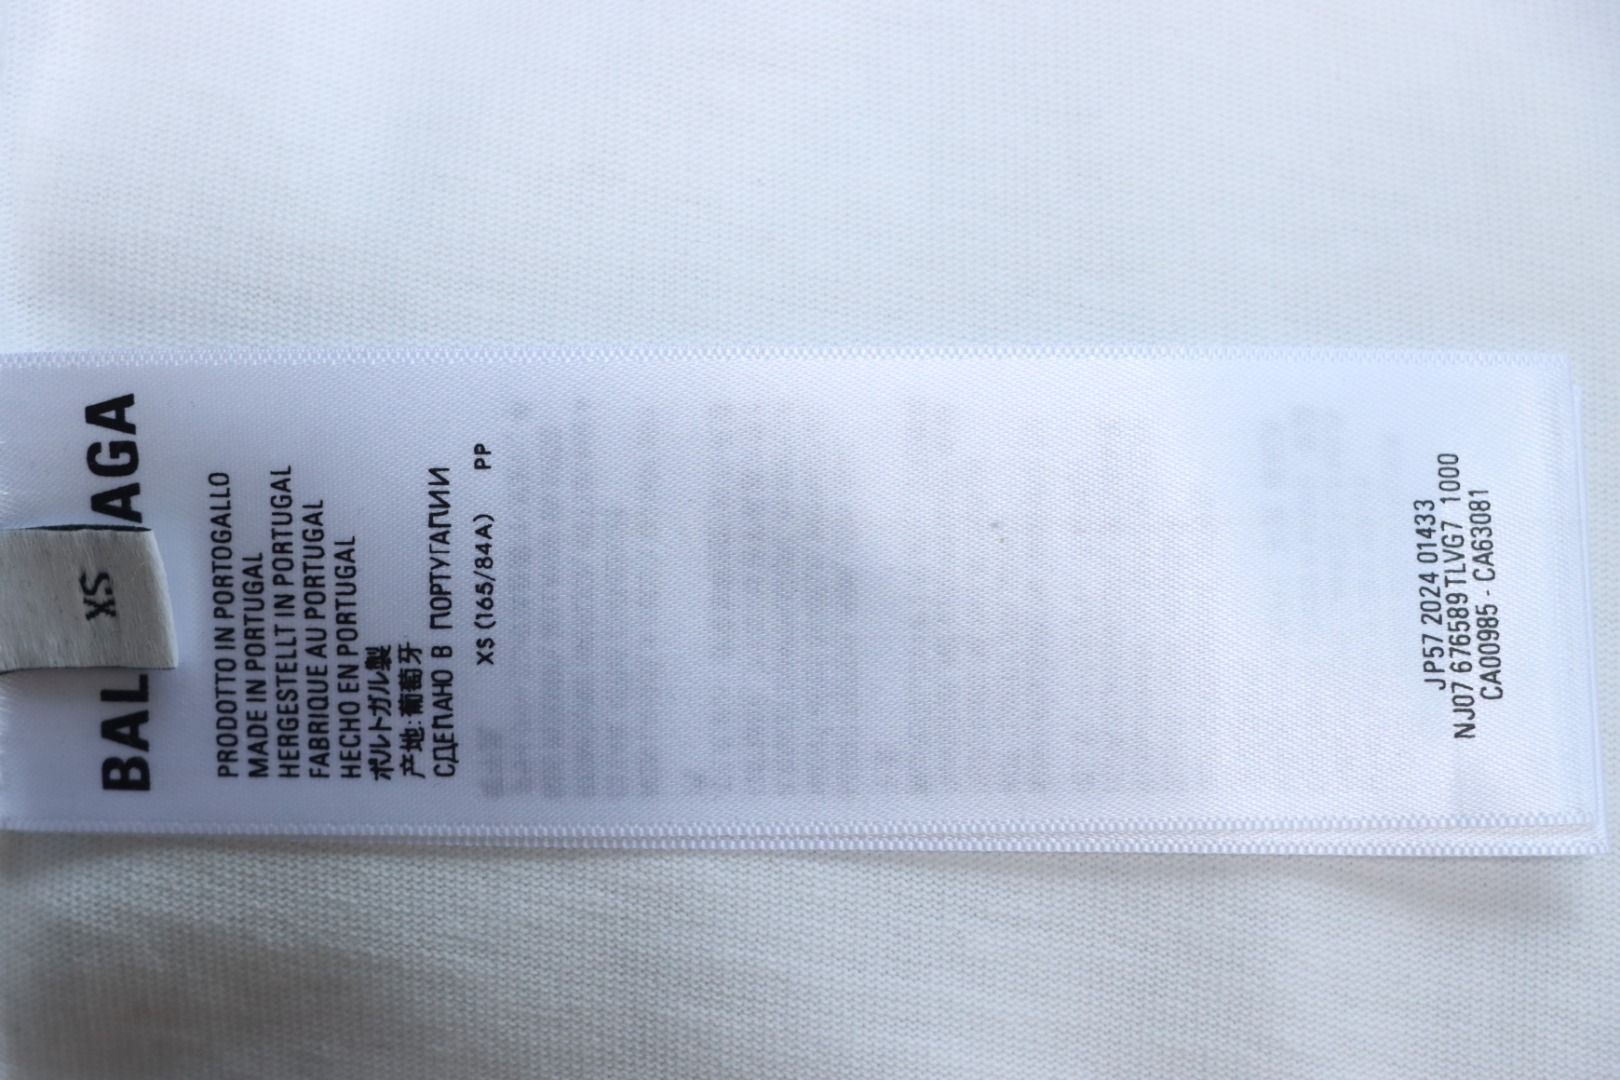 BAL AGA
XS
PRODOTTO IN PORTOGALLO
MADE IN PORTUGAL
HERGESTELLT IN PORTUGAL
FABRIQUE AU PORTUGAL
HECHO EN PORTUGAL
ポルトガル製
产地:葡萄牙
СДЕПАНО В ПОРТУГАПИИ
XS (165/84A) PP
JP57 2024 01433
NJ07 676589 TLVG7 1000
CA00985 - CA63081